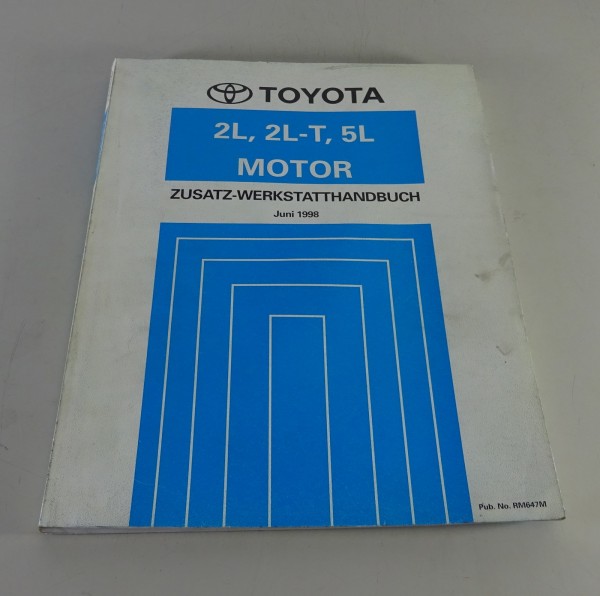 TOYOTA
2L, 2L-T, 5L
MOTOR
ZUSATZ-WERKSTATTHANDBUCH
Juni 1998
Pub. No. RM647M